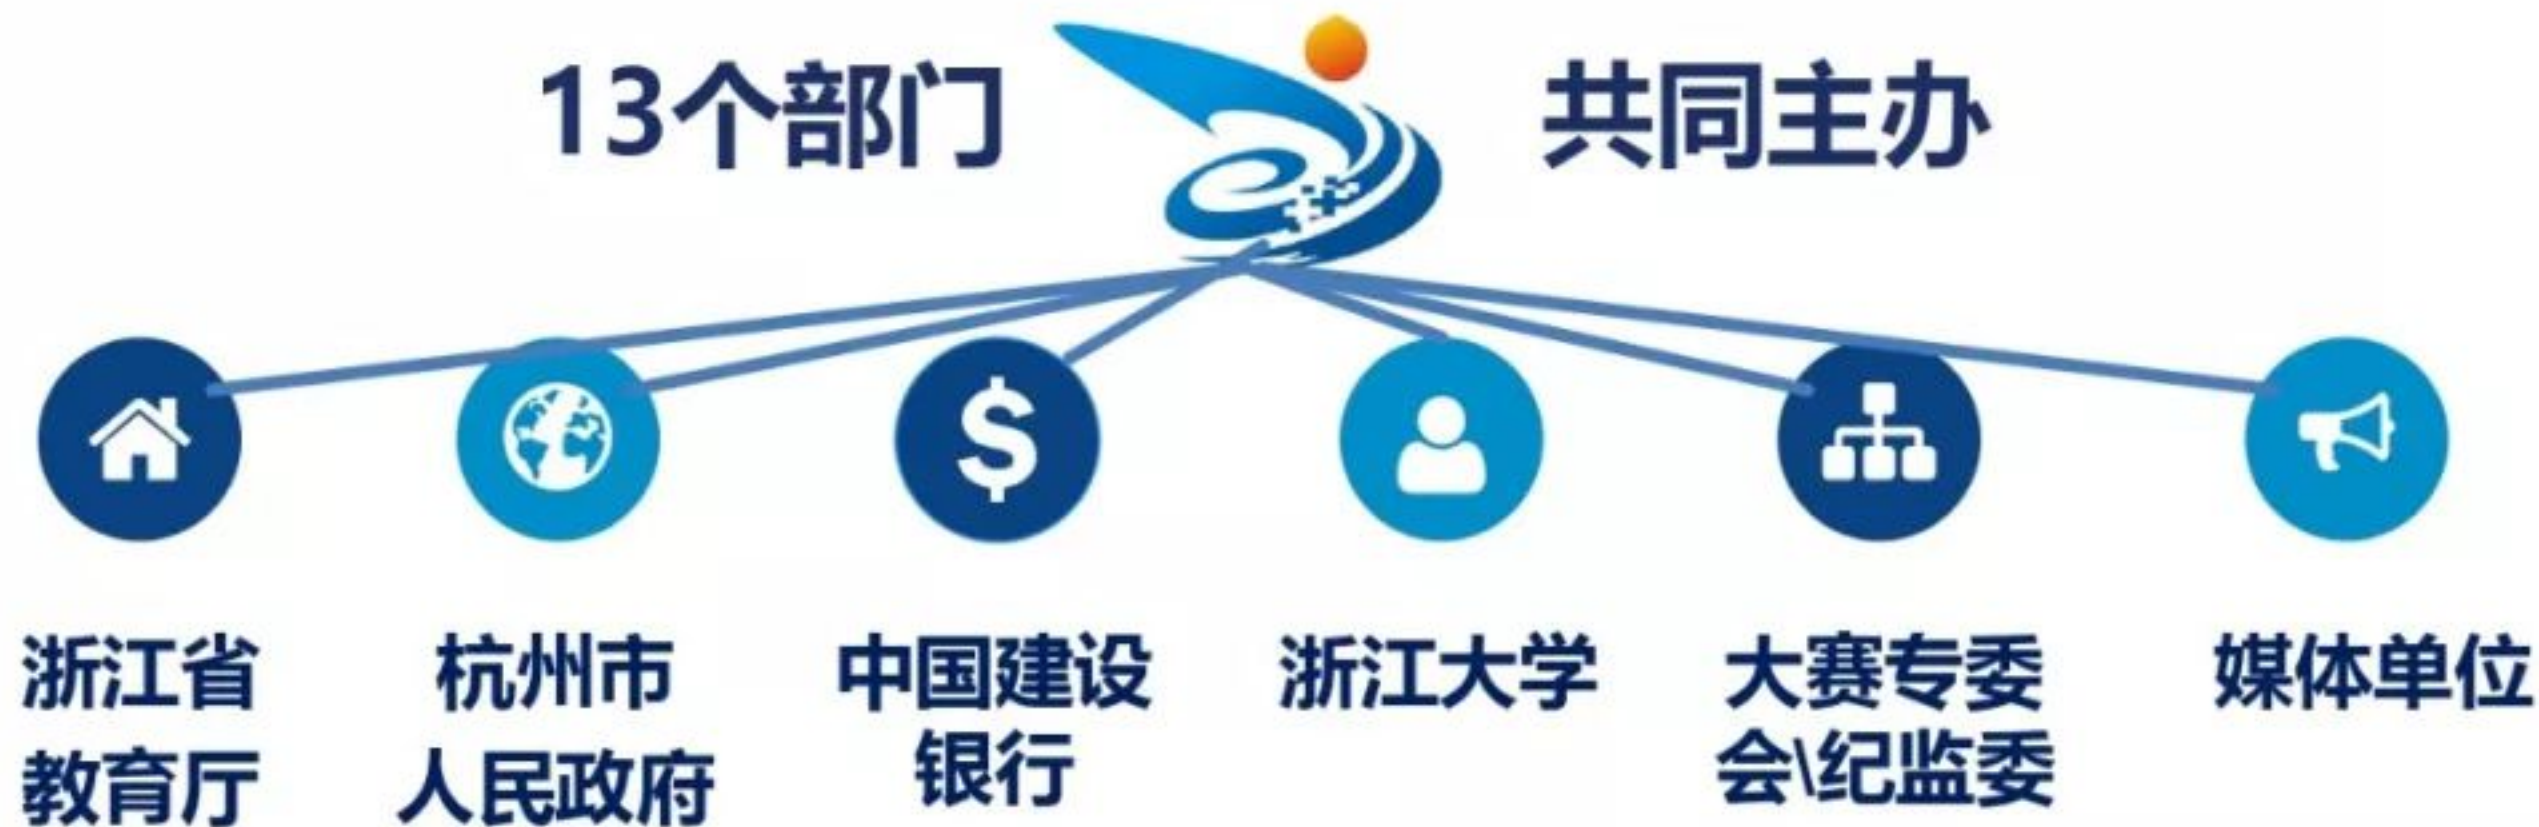 13个部门 共同主办
浙江省
教育厅
杭州市
人民政府
中国建设
银行
浙江大学
大赛专委
会\纪监委
媒体单位